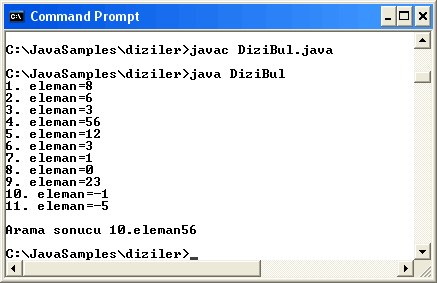 Command Prompt
C:\JavaSamples\diziler>javac DiziBul.java
C:\JavaSamples\diziler>java DiziBul
1. eleman=8
2. eleman=6
3. eleman=3
4. eleman=56
5. eleman=12
6. eleman=3
7. eleman=1
8. eleman=0
9. eleman=23
10. eleman=-1
11. eleman=-5
Arama sonucu 10.eleman56
C:\JavaSamples\diziler>_